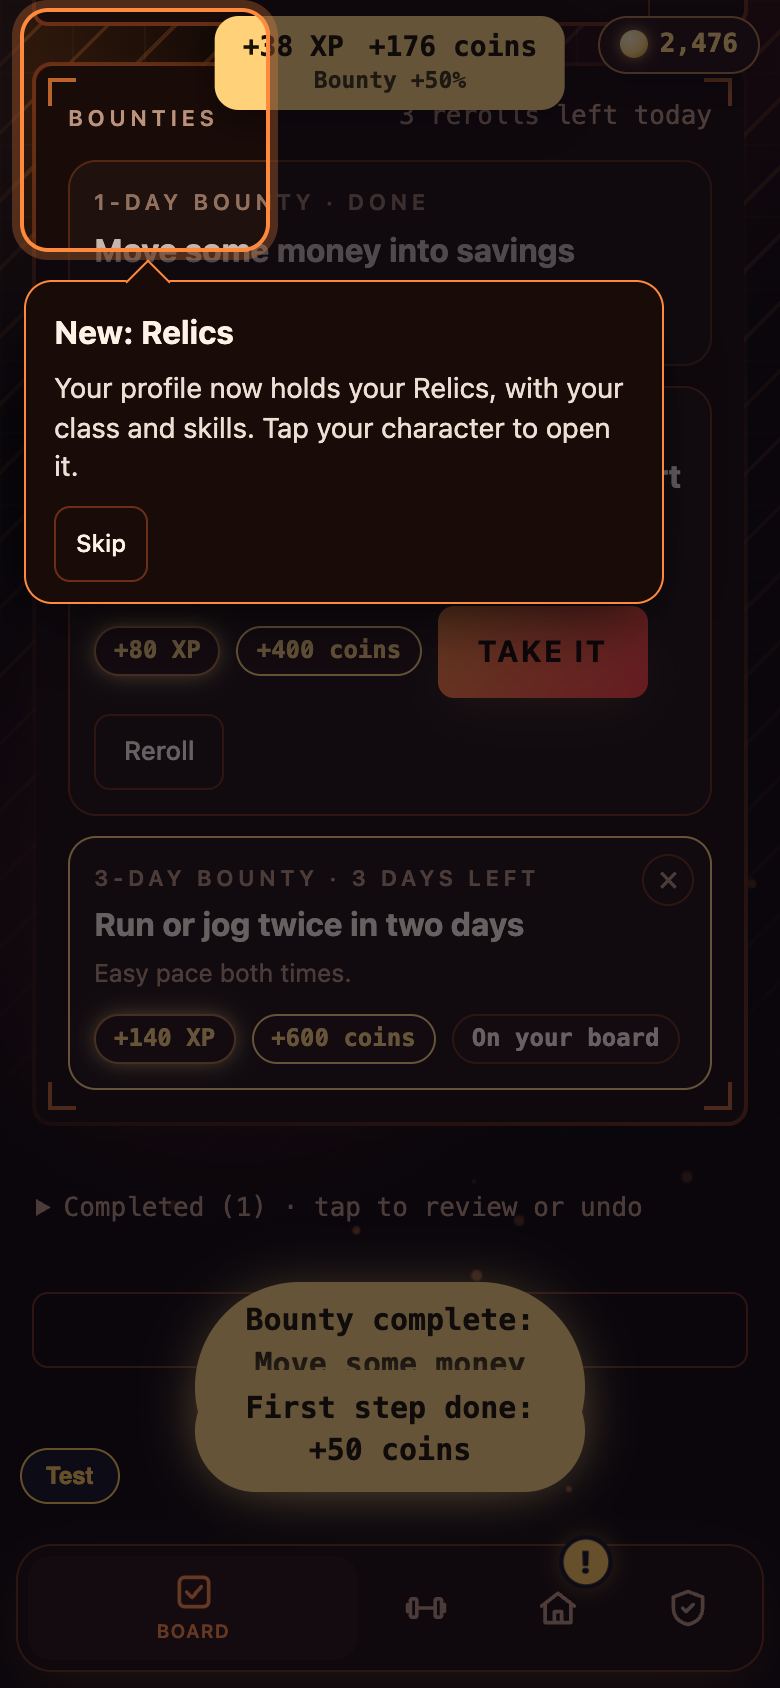 +38 XP +176 coins
Bounty +50%
2,476
BOUNTIES
3 rerolls left today
1-DAY BOUNTY · DONE
Move some money into savings
New: Relics
Your profile now holds your Relics, with your
class and skills. Tap your character to open
it.
Skip
+80 XP
+400 coins
TAKE IT
Reroll
3-DAY BOUNTY · 3 DAYS LEFT
Run or jog twice in two days
Easy pace both times.
+140 XP
+600 coins
On your board
Completed (1) · tap to review or undo
Bounty complete:
Move some money
First step done:
+50 coins
Test
!
BOARD